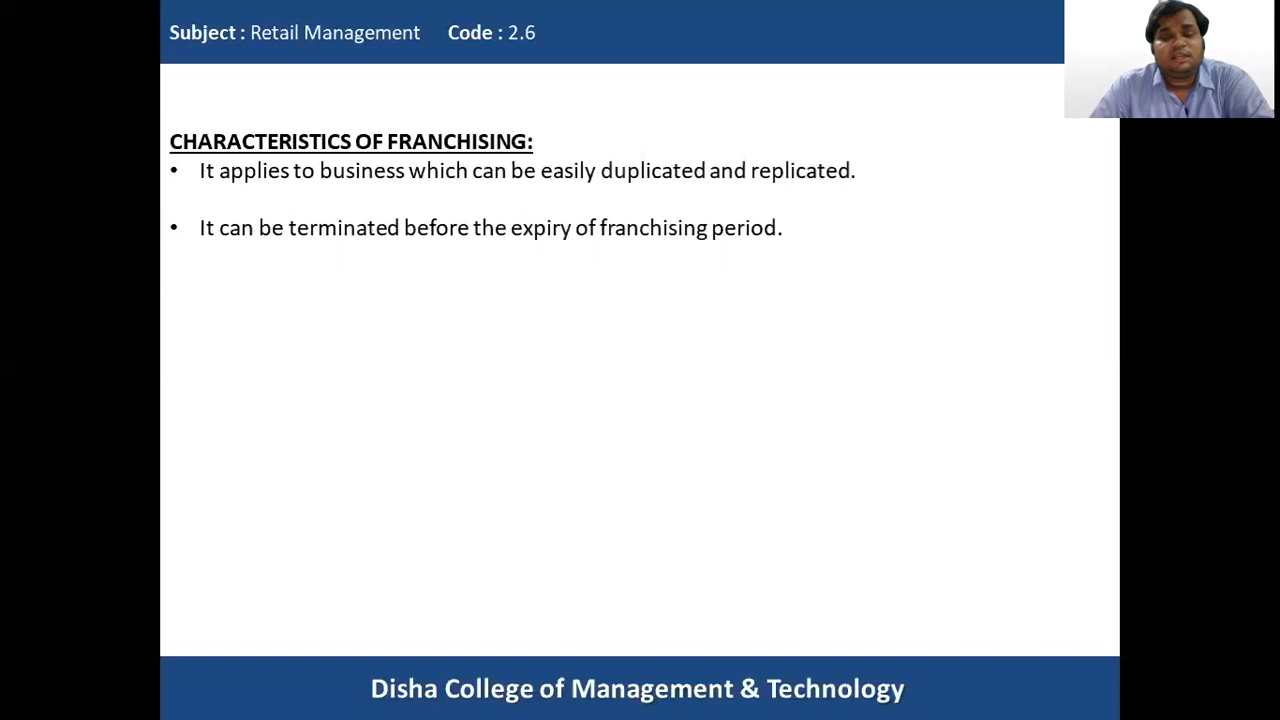 Subject : Retail Management Code : 2.6
CHARACTERISTICS OF FRANCHISING:
• It applies to business which can be easily duplicated and replicated.
• It can be terminated before the expiry of franchising period.
Disha College of Management & Technology